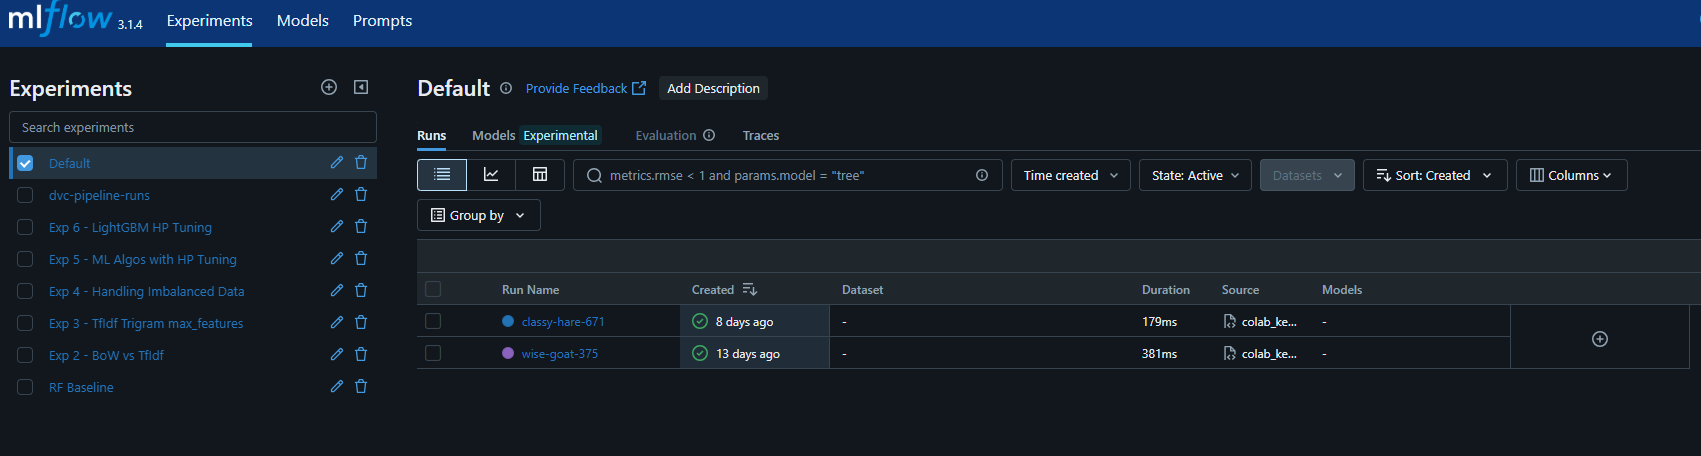 mlflow 3.1.4 Experiments Models Prompts
Experiments
Search experiments
Default
dvc-pipeline-runs
Exp 6 - LightGBM HP Tuning
Exp 5 - ML Algos with HP Tuning
Exp 4 - Handling Imbalanced Data
Exp 3 - TfIdf Trigram max_features
Exp 2 - BoW vs TfIdf
RF Baseline
Default Provide Feedback Add Description
Runs Models Experimental Evaluation Traces
metrics.rmse < 1 and params.model = "tree" Time created State: Active Datasets Sort: Created Columns
Group by
Run Name Created Dataset Duration Source Models
classy-hare-671 8 days ago - 179ms colab_ke... -
wise-goat-375 13 days ago - 381ms colab_ke... -